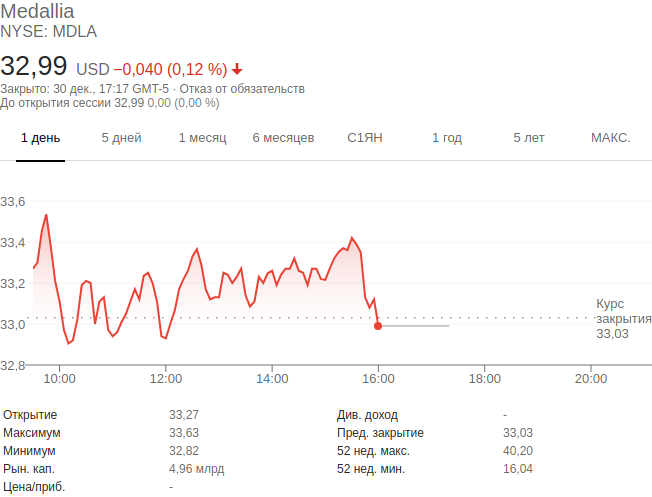 Medallia
NYSE: MDLA
32,99 USD −0,040 (0,12 %)
Закрыто: 30 дек., 17:17 GMT-5 · Отказ от обязательств
До открытия сессии 32,99 0,00 (0,00 %)
1 день 5 дней 1 месяц 6 месяцев С1ЯН 1 год 5 лет МАКС.
33,6
33,4
33,2
Курс
закрытия
33,0
33,03
32,8
10:00 12:00 14:00 16:00 18:00 20:00
Открытие 33,27 Див. доход -
Максимум 33,63 Пред. закрытие 33,03
Минимум 32,82 52 нед. макс. 40,20
Рын. кап. 4,96 млрд 52 нед. мин. 16,04
Цена/приб. -